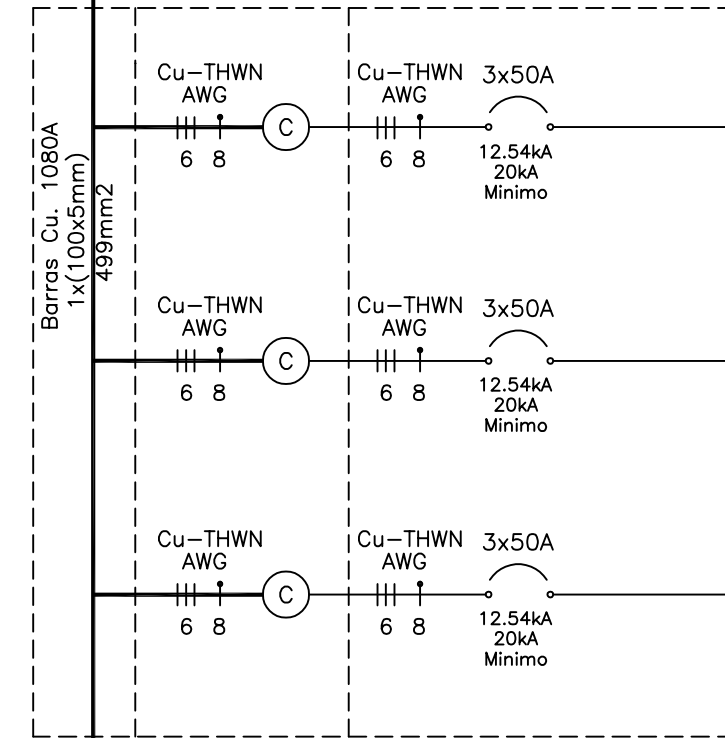 Barras Cu. 1080A
1x(100x5mm)
499mm2
Cu-THWN
AWG
6 8
C
Cu-THWN
AWG
6 8
3x50A
12.54kA
20kA
Minimo
Cu-THWN
AWG
6 8
C
Cu-THWN
AWG
6 8
3x50A
12.54kA
20kA
Minimo
Cu-THWN
AWG
6 8
C
Cu-THWN
AWG
6 8
3x50A
12.54kA
20kA
Minimo